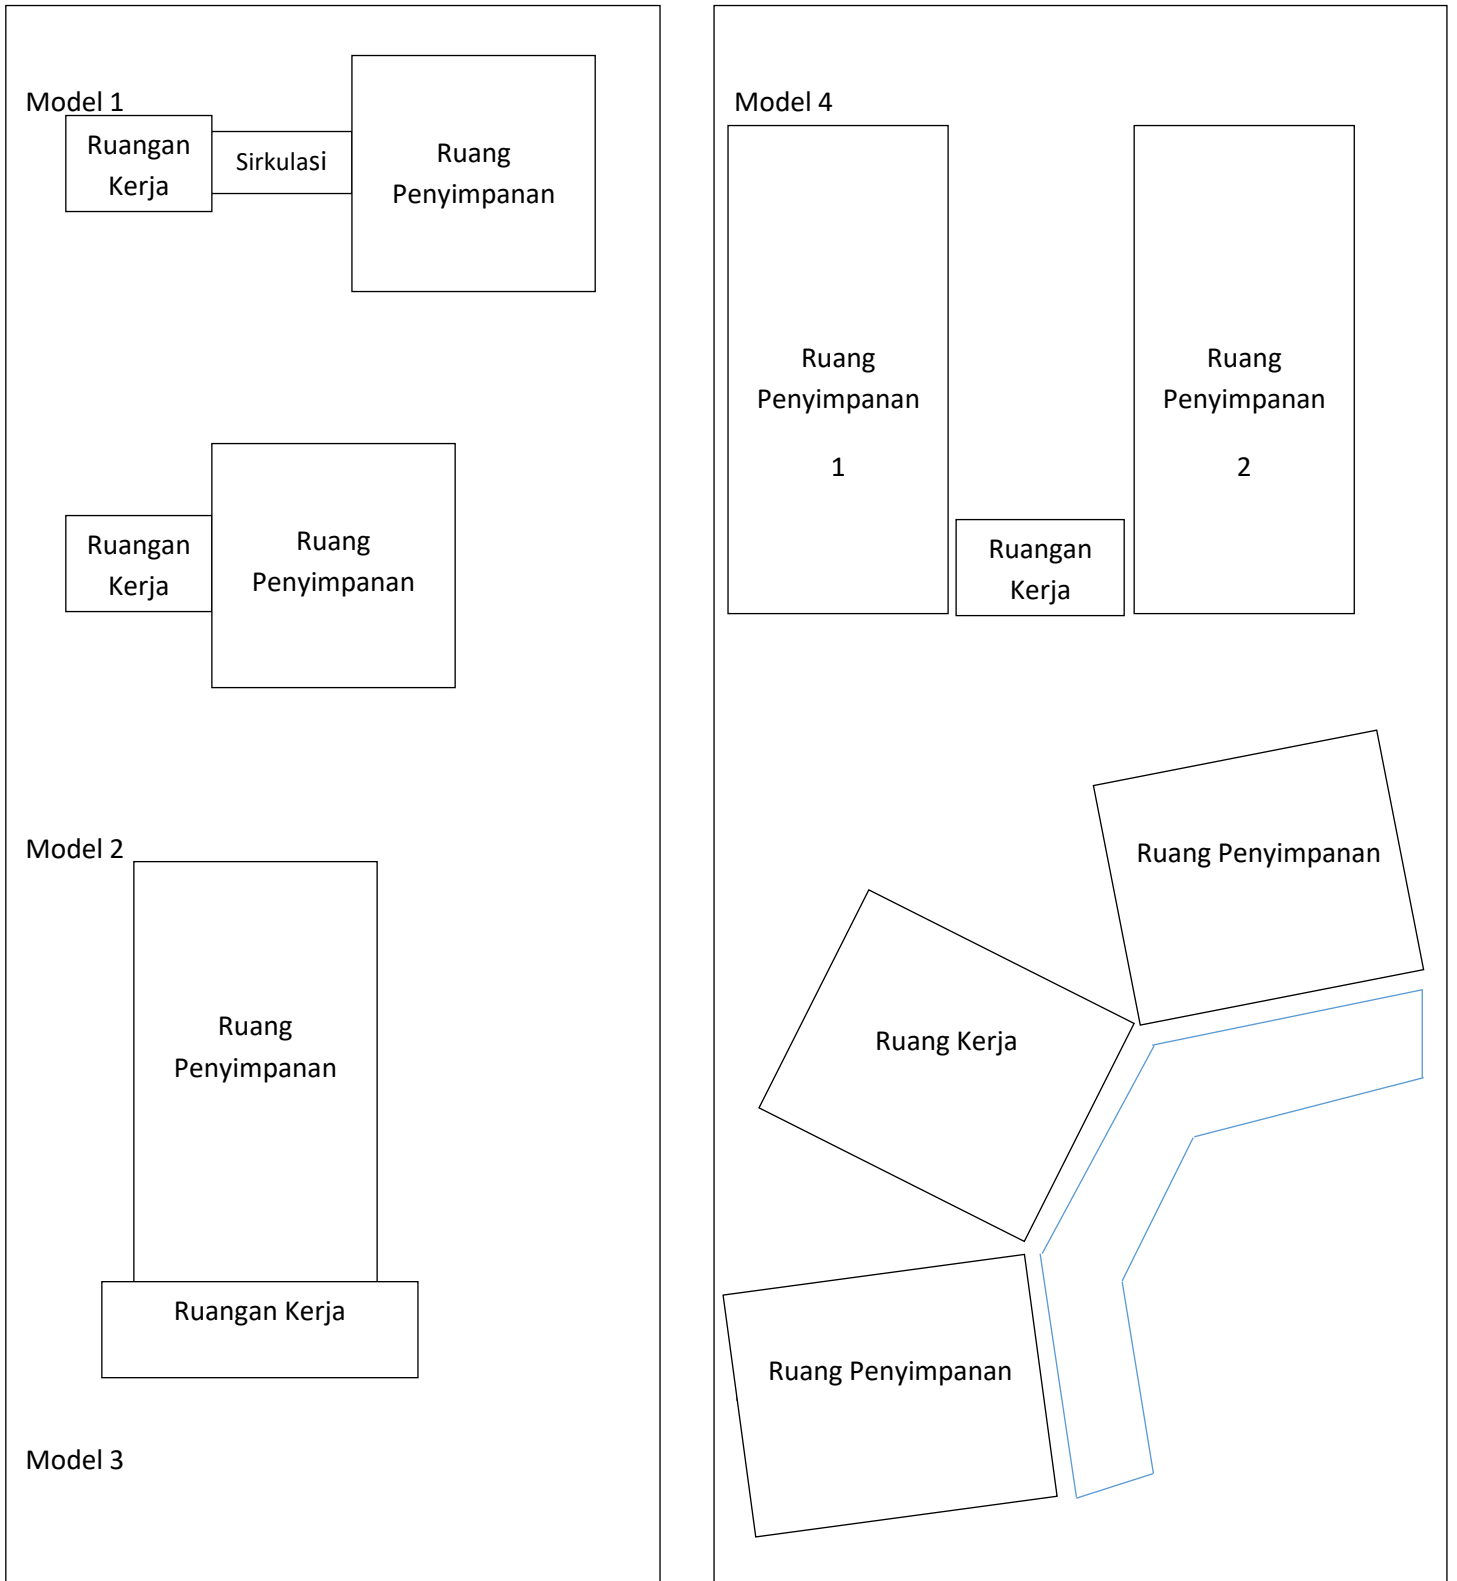 Model 1
Ruangan
Kerja
Sirkulasi
Ruang
Penyimpanan
Ruangan
Kerja
Ruang
Penyimpanan
Model 2
Ruang
Penyimpanan
Ruangan Kerja
Model 3
Model 4
Ruang
Penyimpanan
1
Ruang
Penyimpanan
2
Ruangan
Kerja
Ruang Penyimpanan
Ruang Kerja
Ruang Penyimpanan